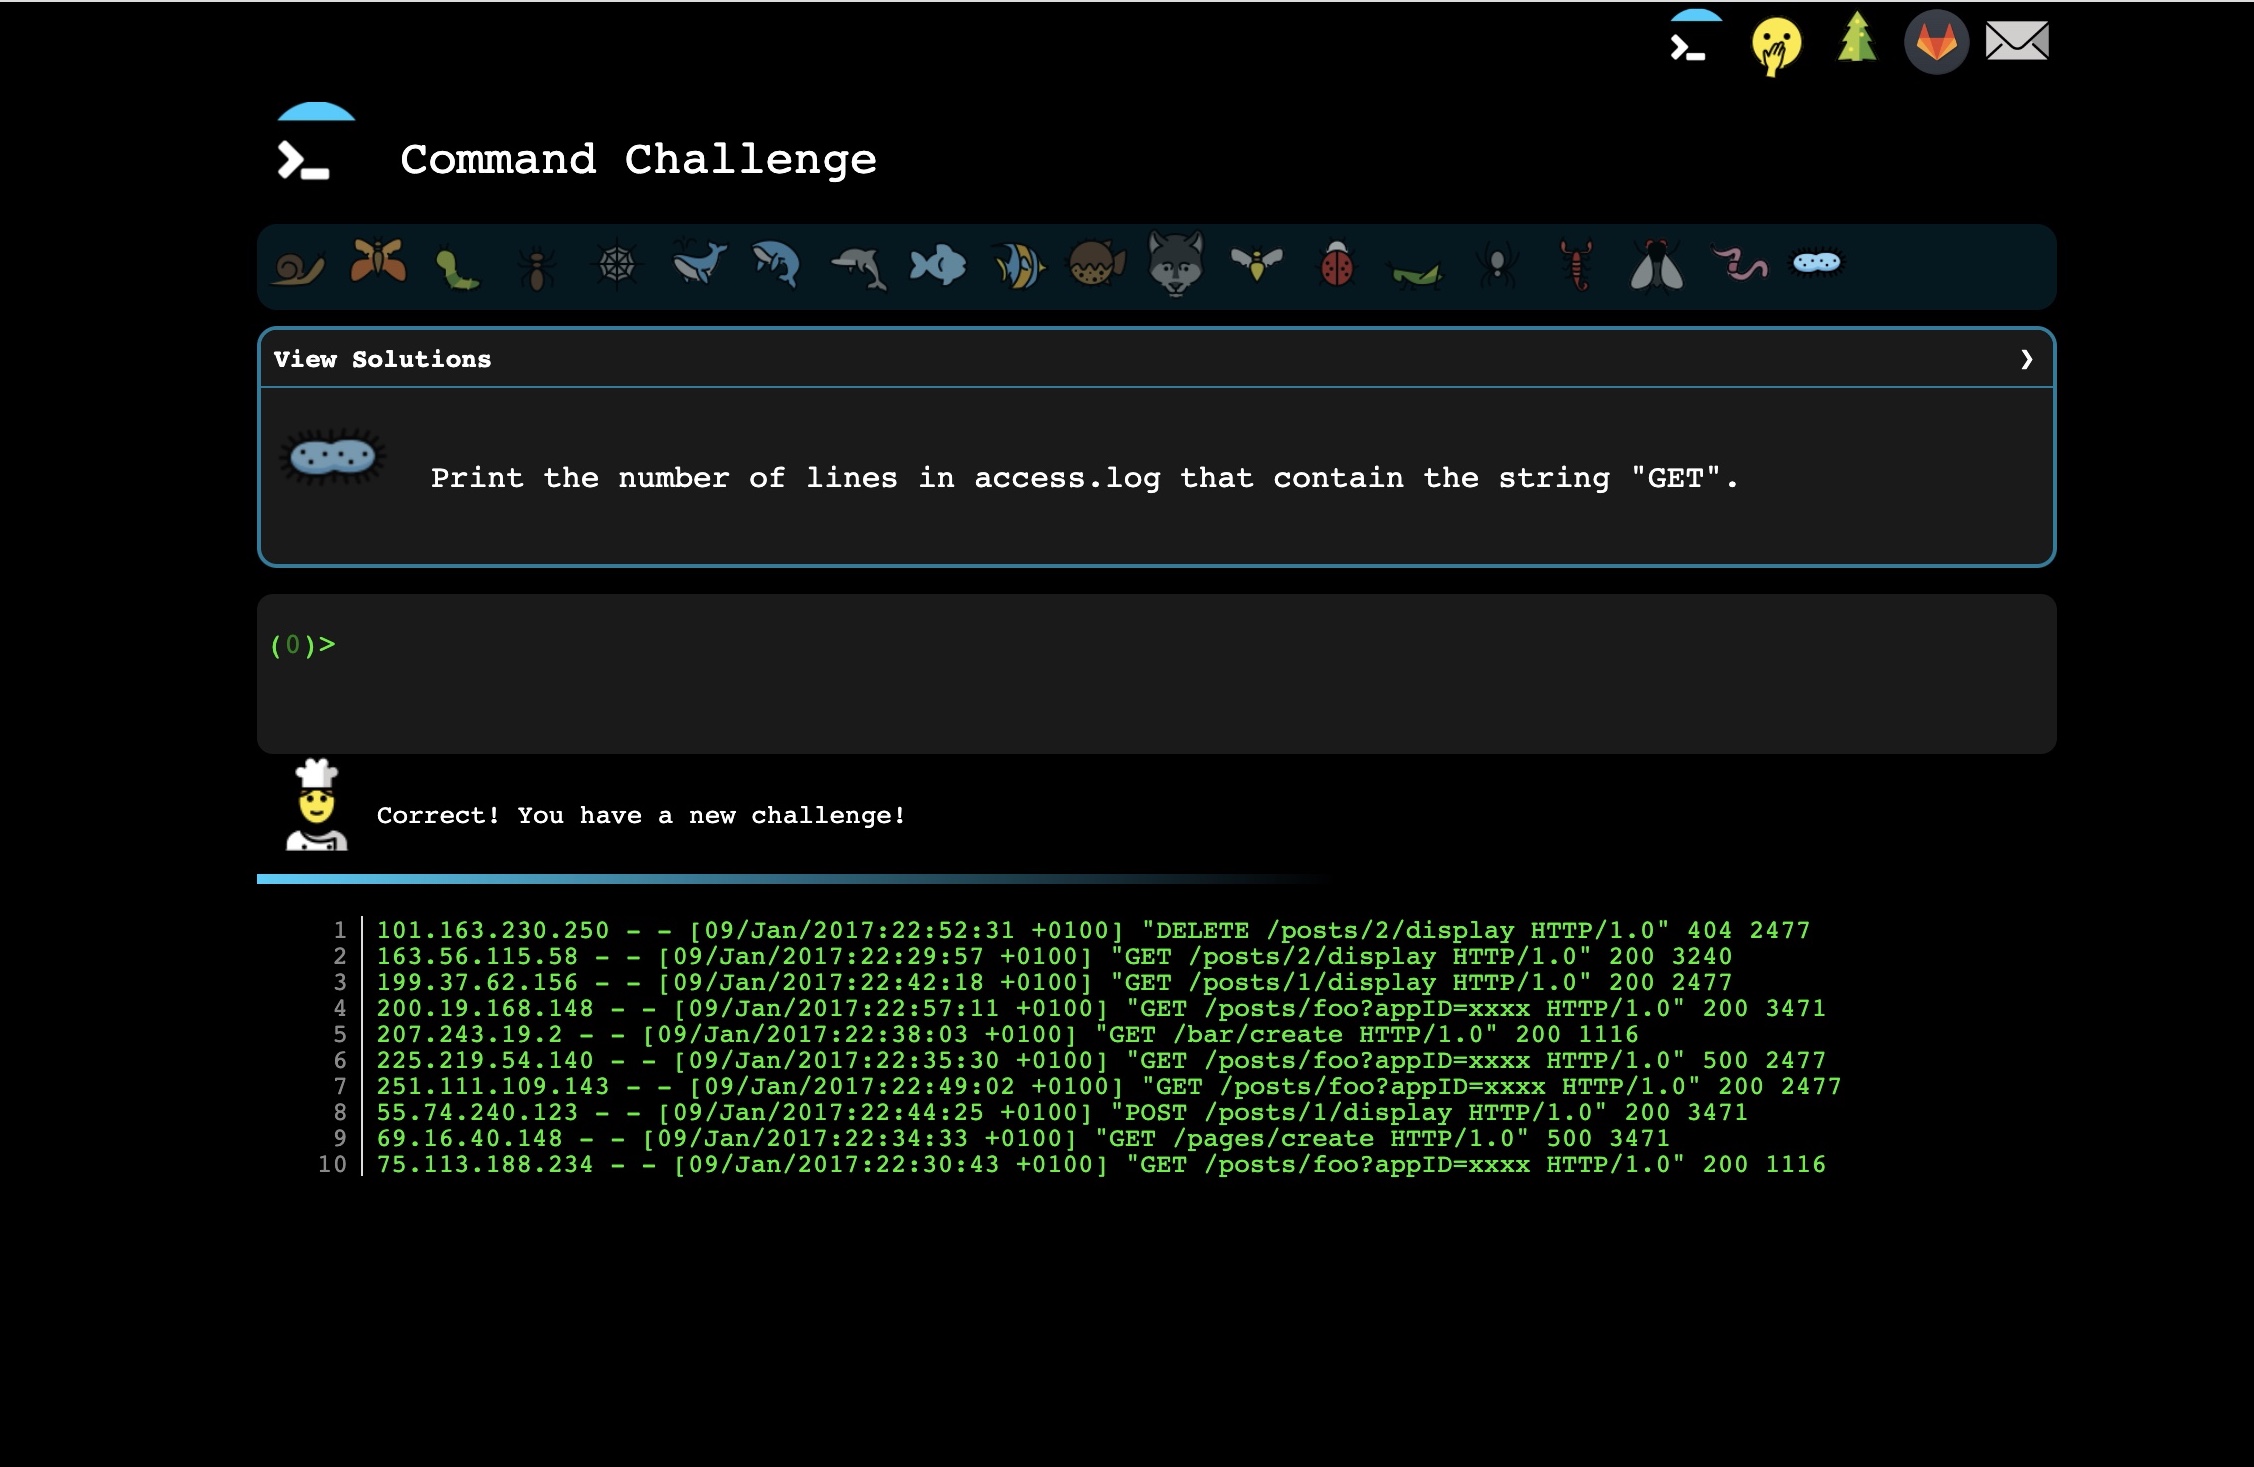 Command Challenge
View Solutions ❯
Print the number of lines in access.log that contain the string "GET".
(0)>
Correct! You have a new challenge!
1 101.163.230.250 - - [09/Jan/2017:22:52:31 +0100] "DELETE /posts/2/display HTTP/1.0" 404 2477
2 163.56.115.58 - - [09/Jan/2017:22:29:57 +0100] "GET /posts/2/display HTTP/1.0" 200 3240
3 199.37.62.156 - - [09/Jan/2017:22:42:18 +0100] "GET /posts/1/display HTTP/1.0" 200 2477
4 200.19.168.148 - - [09/Jan/2017:22:57:11 +0100] "GET /posts/foo?appID=xxxx HTTP/1.0" 200 3471
5 207.243.19.2 - - [09/Jan/2017:22:38:03 +0100] "GET /bar/create HTTP/1.0" 200 1116
6 225.219.54.140 - - [09/Jan/2017:22:35:30 +0100] "GET /posts/foo?appID=xxxx HTTP/1.0" 500 2477
7 251.111.109.143 - - [09/Jan/2017:22:49:02 +0100] "GET /posts/foo?appID=xxxx HTTP/1.0" 200 2477
8 55.74.240.123 - - [09/Jan/2017:22:44:25 +0100] "POST /posts/1/display HTTP/1.0" 200 3471
9 69.16.40.148 - - [09/Jan/2017:22:34:33 +0100] "GET /pages/create HTTP/1.0" 500 3471
10 75.113.188.234 - - [09/Jan/2017:22:30:43 +0100] "GET /posts/foo?appID=xxxx HTTP/1.0" 200 1116